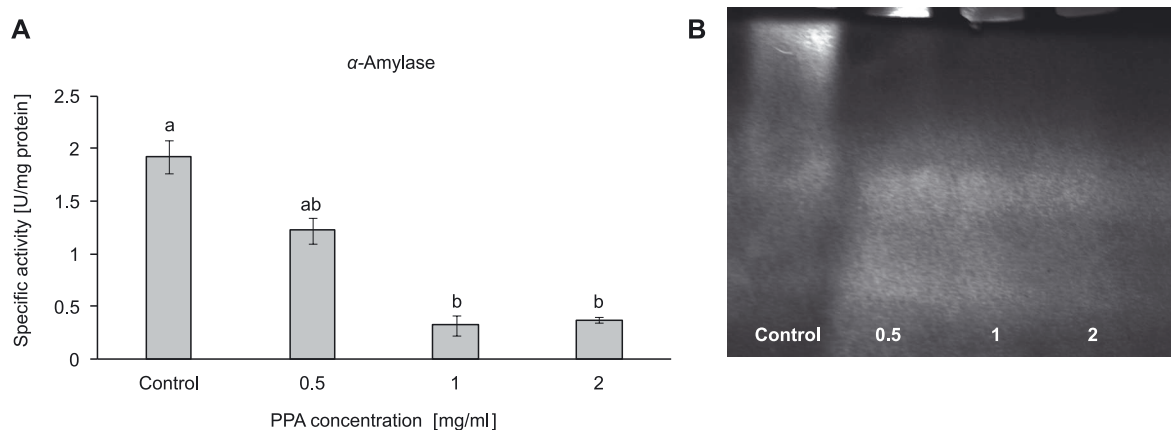 A
α-Amylase
Specific activity [U/mg protein]
2.5
2
1.5
1
0.5
0
a
ab
b
b
Control 0.5 1 2
PPA concentration [mg/ml]
B
Control 0.5 1 2